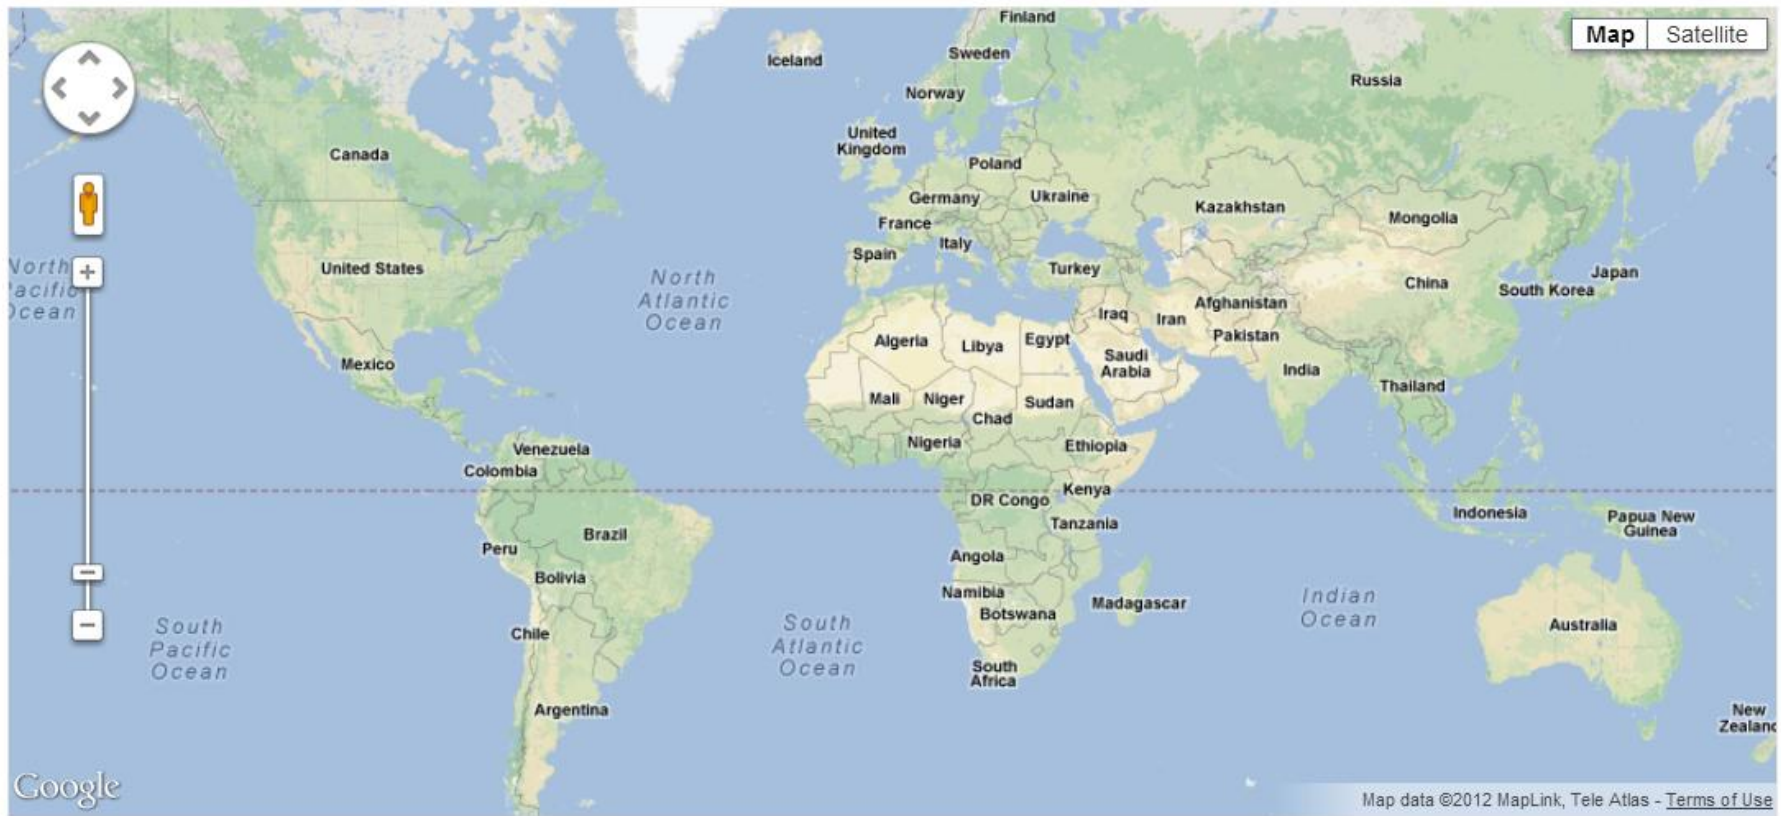 Finland
Map
Satellite
Iceland
Sweden
Russia
Norway
United
Kingdom
Canada
Poland
Germany
Ukraine
Kazakhstan
Mongolia
France
Italy
Spain
United States
Turkey
China
Japan
South Korea
North
Pacific
Ocean
North
Atlantic
Ocean
Afghanistan
Iraq
Iran
Pakistan
Algeria
Libya
Egypt
Saudi
Arabia
India
Mexico
Thailand
Mali
Niger
Sudan
Chad
Nigeria
Ethiopia
Venezuela
Colombia
Kenya
DR Congo
Indonesia
Papua New
Guinea
Tanzania
Brazil
Peru
Angola
Bolivia
Namibia
Botswana
Madagascar
Indian
Ocean
Chile
South
Pacific
Ocean
South
Atlantic
Ocean
Australia
South
Africa
Argentina
New
Zealand
Google
Map data ©2012 MapLink, Tele Atlas - Terms of Use